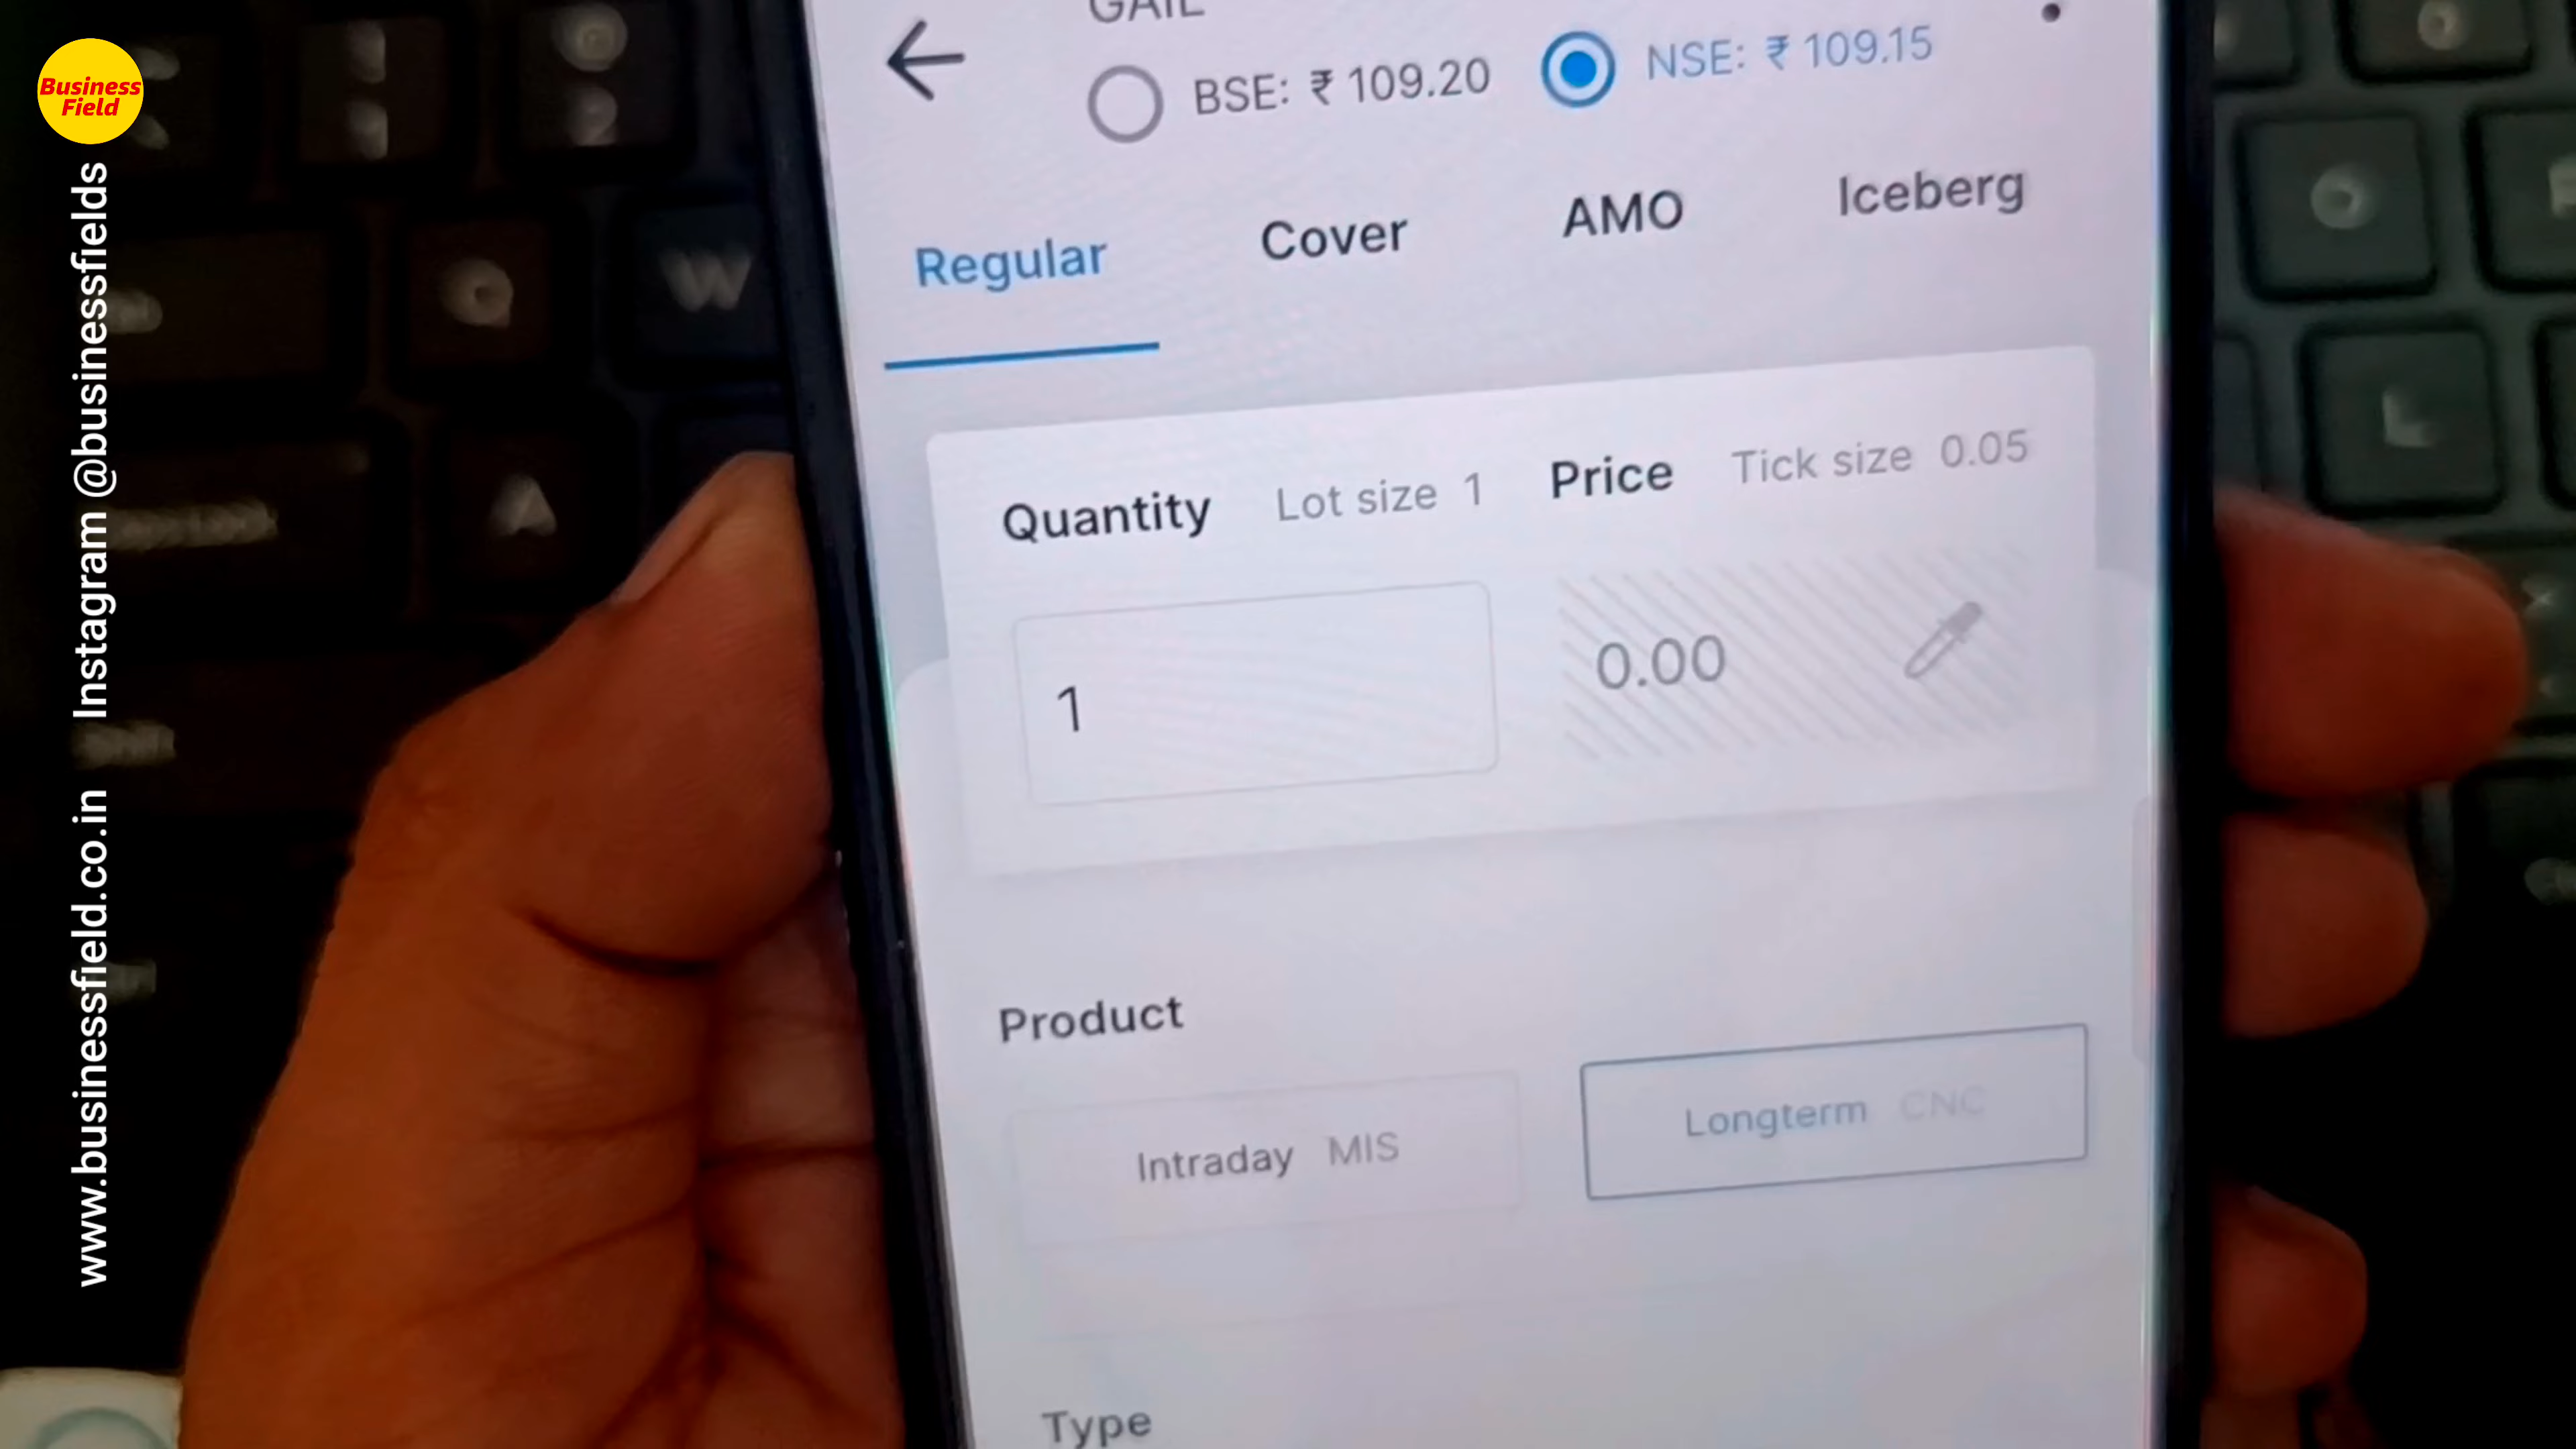 Business
Field
www.businessfield.co.in Instagram @businessfields
GAIL
BSE: ₹ 109.20 NSE: ₹ 109.15
Regular Cover AMO Iceberg
Quantity Lot size 1 Price Tick size 0.05
1 0.00
Product
Intraday MIS Longterm CNC
Type
Q W
A
L